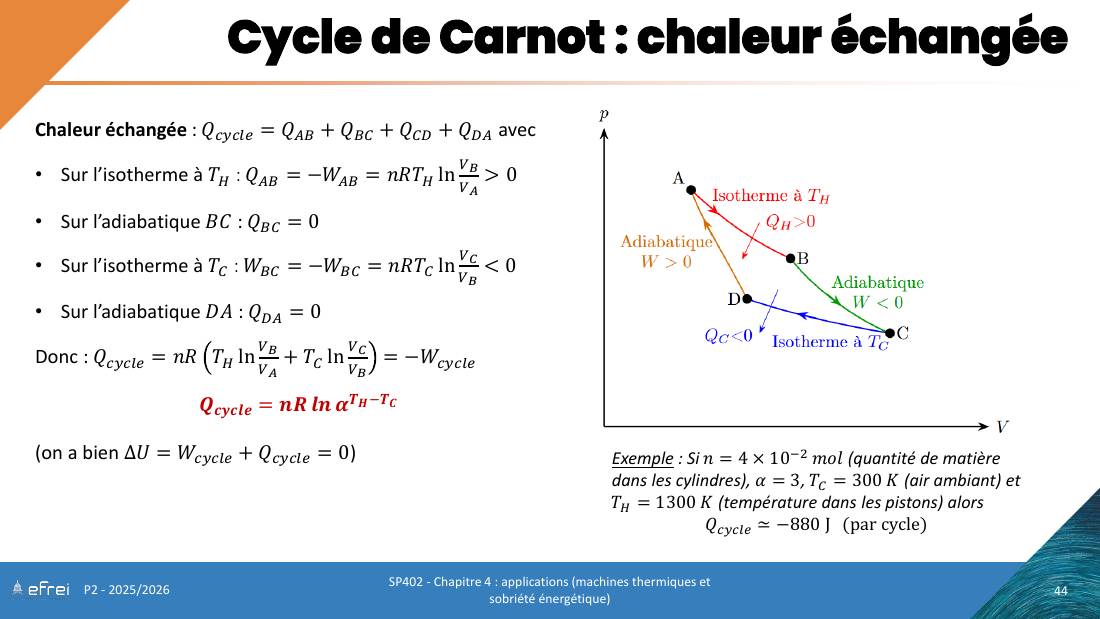 Cycle de Carnot : chaleur échangée
Chaleur échangée : Q_cycle = Q_AB + Q_BC + Q_CD + Q_DA avec
• Sur l’isotherme à T_H : Q_AB = −W_AB = nRT_H ln V_B/V_A > 0
• Sur l’adiabatique BC : Q_BC = 0
• Sur l’isotherme à T_C : W_BC = −W_BC = nRT_C ln V_C/V_B < 0
• Sur l’adiabatique DA : Q_DA = 0
Donc : Q_cycle = nR (T_H ln V_B/V_A + T_C ln V_C/V_B) = −W_cycle
Q_cycle = nR ln α^(T_H−T_C)
(on a bien ΔU = W_cycle + Q_cycle = 0)
p
A
Isotherme à T_H
Q_H>0
Adiabatique
W > 0
B
Adiabatique
W < 0
D
Q_C<0
Isotherme à T_C
C
V
Exemple : Si n = 4 × 10⁻² mol (quantité de matière
dans les cylindres), α = 3, T_C = 300 K (air ambiant) et
T_H = 1300 K (température dans les pistons) alors
Q_cycle ≃ −880 J (par cycle)
efrei
P2 - 2025/2026
SP402 - Chapitre 4 : applications (machines thermiques et
sobriété énergétique)
44